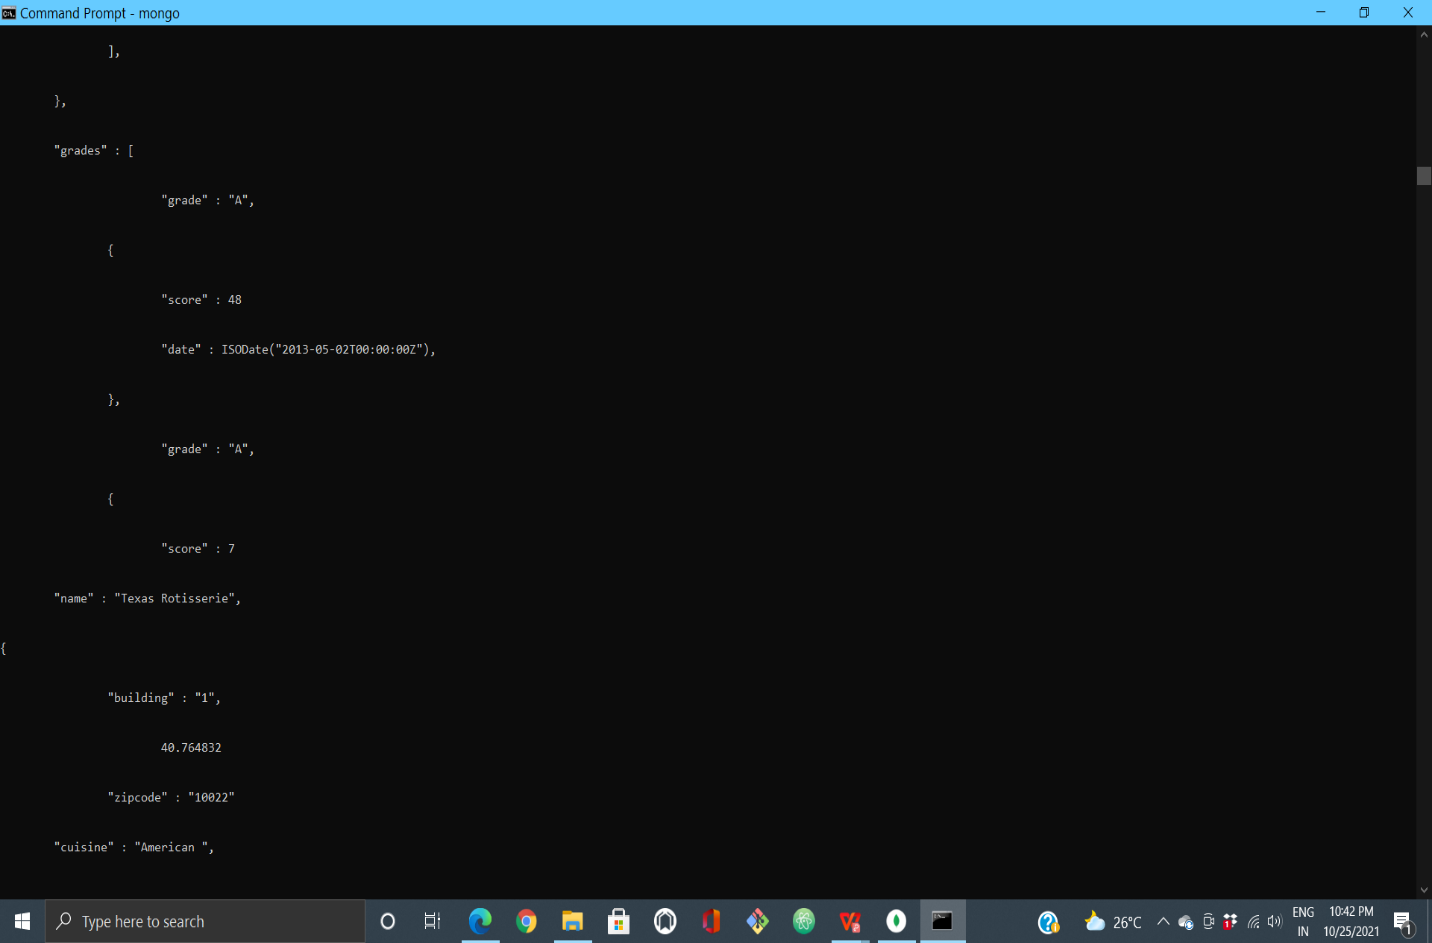 Command Prompt - mongo
],
},
"grades" : [
"grade" : "A",
{
"score" : 48
"date" : ISODate("2013-05-02T00:00:00Z"),
},
"grade" : "A",
{
"score" : 7
"name" : "Texas Rotisserie",
{
"building" : "1",
40.764832
"zipcode" : "10022"
"cuisine" : "American ",
Type here to search
26°C
ENG
IN
10:42 PM
10/25/2021
1